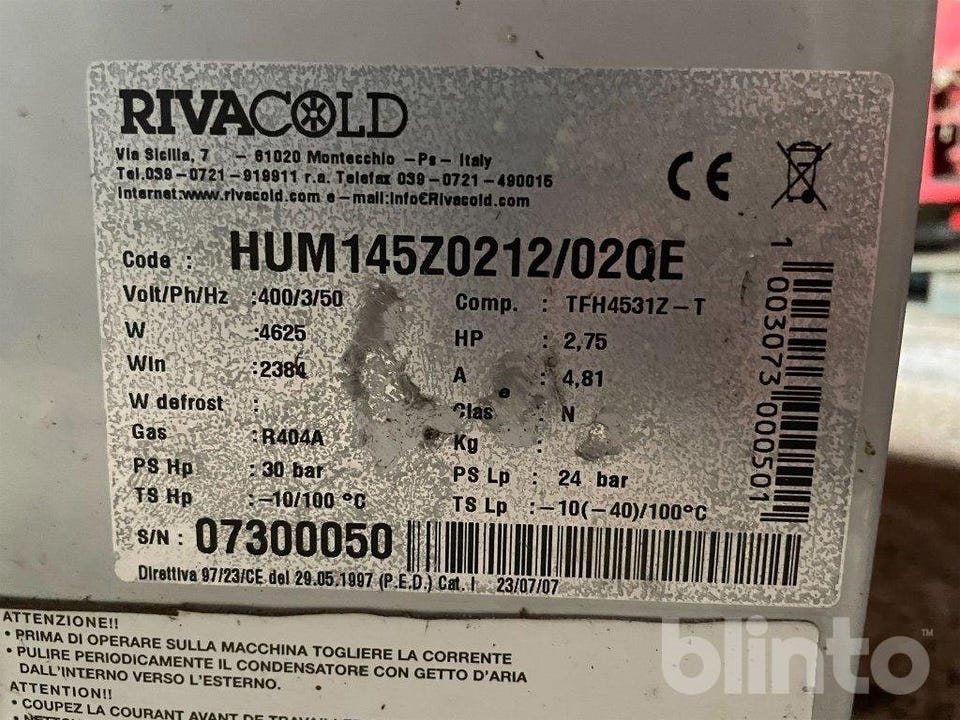 RIVACOLD
Via Sicilia, 7 - 61020 Montecchio -Ps- Italy
Tel.039-0721-919911 r.a. Telefax 039-0721-490015
Internet:www.rivacold.com e-mail:Info€Rivacold.com
CE
Code : HUM145Z0212/02QE
Volt/Ph/Hz :400/3/50 Comp. : TFH4531Z-T
W :4625 HP : 2,75
WIn :2384 A : 4,81
W defrost : Clas N
Gas :R404A Kg :
PS Hp :30 bar PS Lp : 24 bar
TS Hp :-10/100 °C TS Lp :-10(-40)/100°C
S/N : 07300050
Direttiva 97/23/CE del 29.05.1997 (P.E.D.) Cat. I 23/07/07
1 003073 000501
ATTENZIONE!!
• PRIMA DI OPERARE SULLA MACCHINA TOGLIERE LA CORRENTE
• PULIRE PERIODICAMENTE IL CONDENSATORE CON GETTO D'ARIA
DALL'INTERNO VERSO L'ESTERNO.
ATTENTION!!
• COUPEZ LA COURANT AVANT DE
blinto™